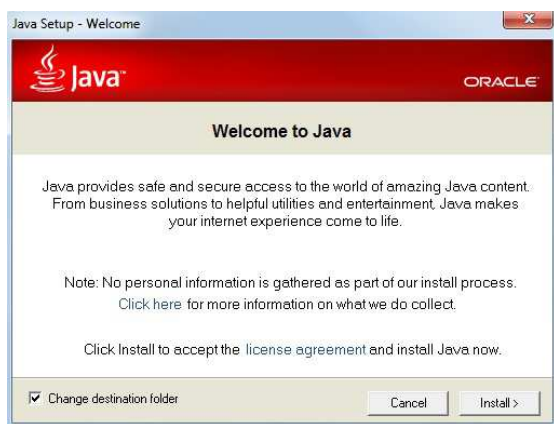 Java Setup - Welcome
Java™
ORACLE
Welcome to Java
Java provides safe and secure access to the world of amazing Java content.
From business solutions to helpful utilities and entertainment, Java makes
your internet experience come to life.
Note: No personal information is gathered as part of our install process.
Click here for more information on what we do collect.
Click Install to accept the license agreement and install Java now.
Change destination folder
Cancel
Install >